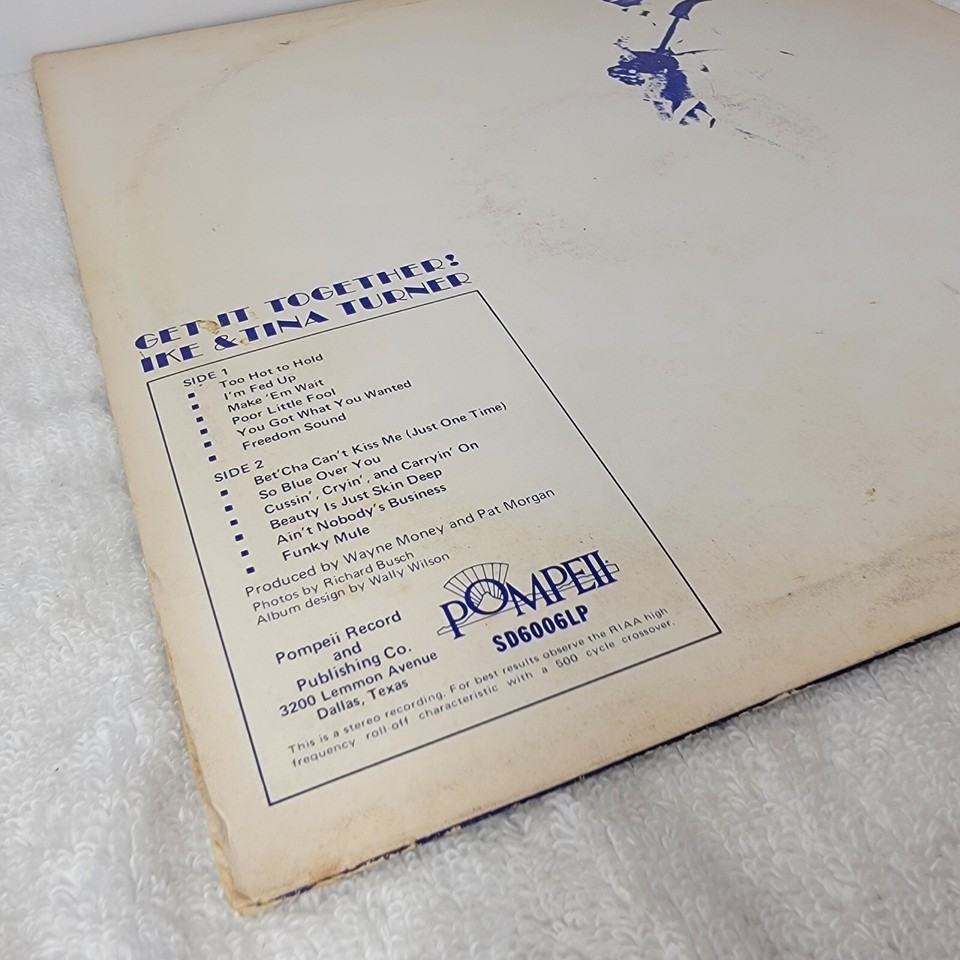 GET IT TOGETHER!
IKE & TINA TURNER
SIDE 1
Too Hot to Hold
I'm Fed Up
Make 'Em Wait
Poor Little Fool
You Got What You Wanted
Freedom Sound
SIDE 2
Bet'Cha Can't Kiss Me (Just One Time)
So Blue Over You
Cussin', Cryin', and Carryin' On
Beauty Is Just Skin Deep
Ain't Nobody's Business
Funky Mule
Produced by Wayne Money and Pat Morgan
Photos by Richard Busch
Album design by Wally Wilson
Pompeii Record
and
Publishing Co.
3200 Lemmon Avenue
Dallas, Texas
POMPEII
SD6006LP
This is a stereo recording. For best results observe the RIAA high
frequency roll-off characteristic with a 500 cycle crossover.